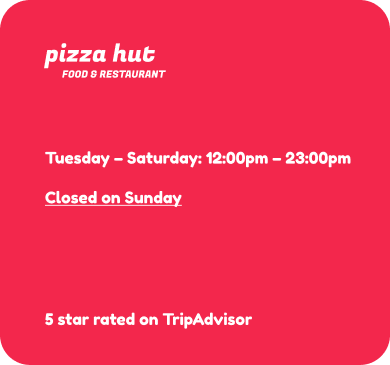 pizza hut
FOOD & RESTAURANT
Tuesday – Saturday: 12:00pm – 23:00pm
Closed on Sunday
5 star rated on TripAdvisor